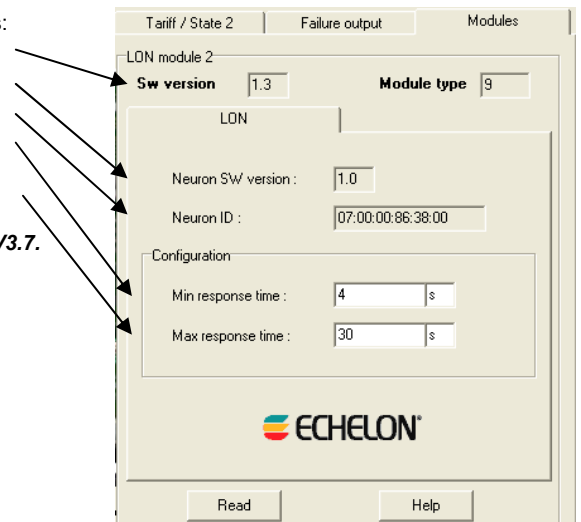 s:
/3.7.
Tariff / State 2 Failure output Modules
LON module 2
Sw version 1.3 Module type 9
LON
Neuron SW version : 1.0
Neuron ID : 07:00:00:86:38:00
Configuration
Min response time : 4 s
Max response time : 30 s
ECHELON®
Read Help